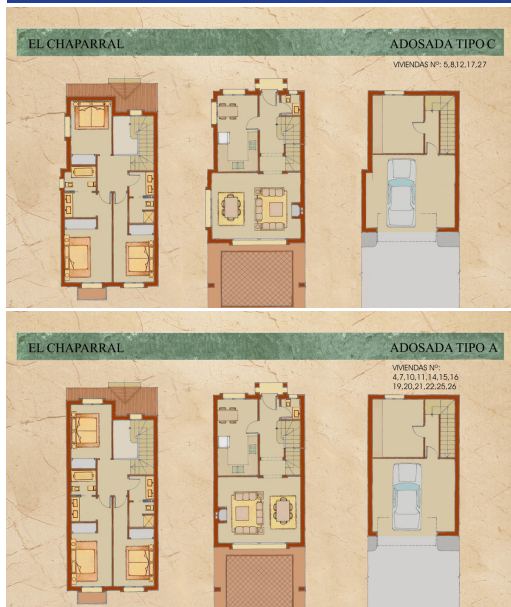 EL CHAPARRAL
ADOSADA TIPO C
VIVIENDAS Nº: 5,8,12,17,27
EL CHAPARRAL
ADOSADA TIPO A
VIVIENDAS Nº:
4,7,10,11,14,15,16
19,20,21,22,25,26